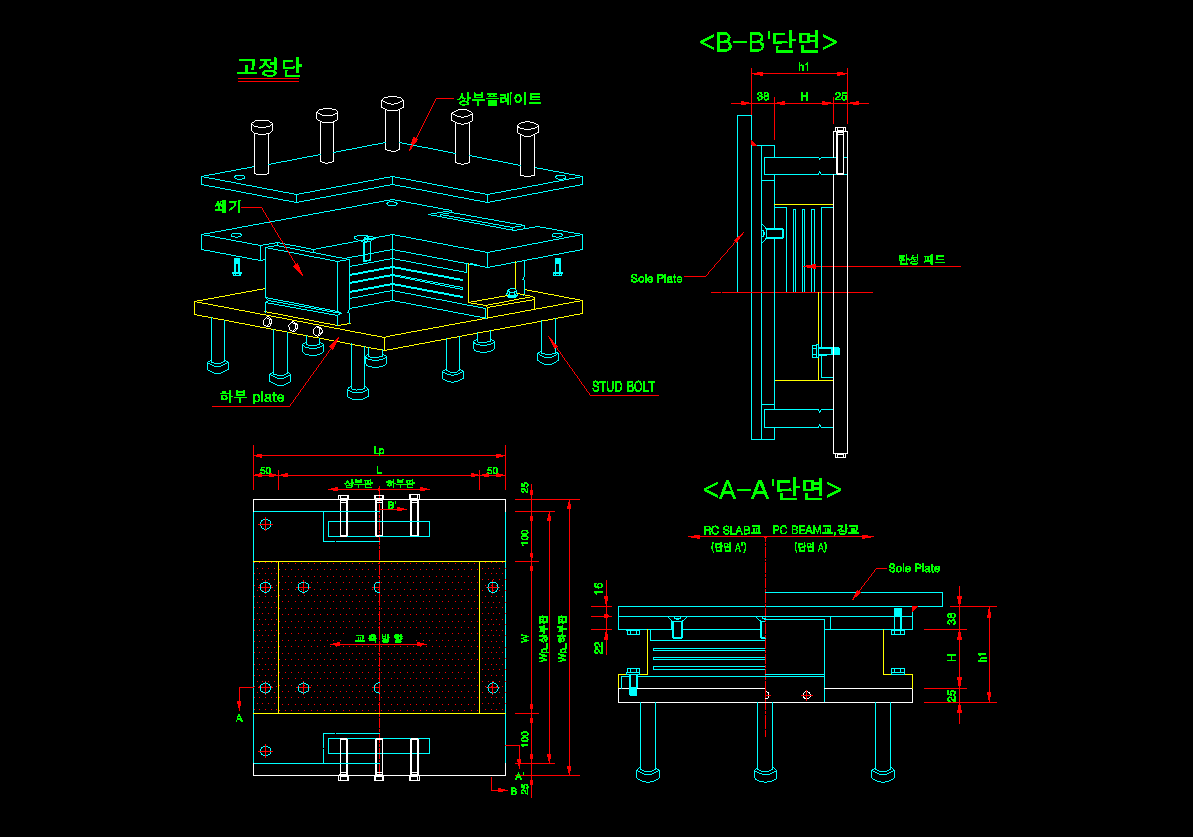 고정단
상부플레이트
쐐기
하부 plate
STUD BOLT
<B-B'단면>
h1
38
H
25
Sole Plate
탄성 패드
Lp
50
L
50
상부판
하부판
B'
25
100
W
Wp_상부판
Wp_하부판
교 축 방 향
A
100
A'
25
B
<A-A'단면>
RC SLAB교
PC BEAM교,강교
(단면 A')
(단면 A)
Sole Plate
16
22
38
H
h1
25